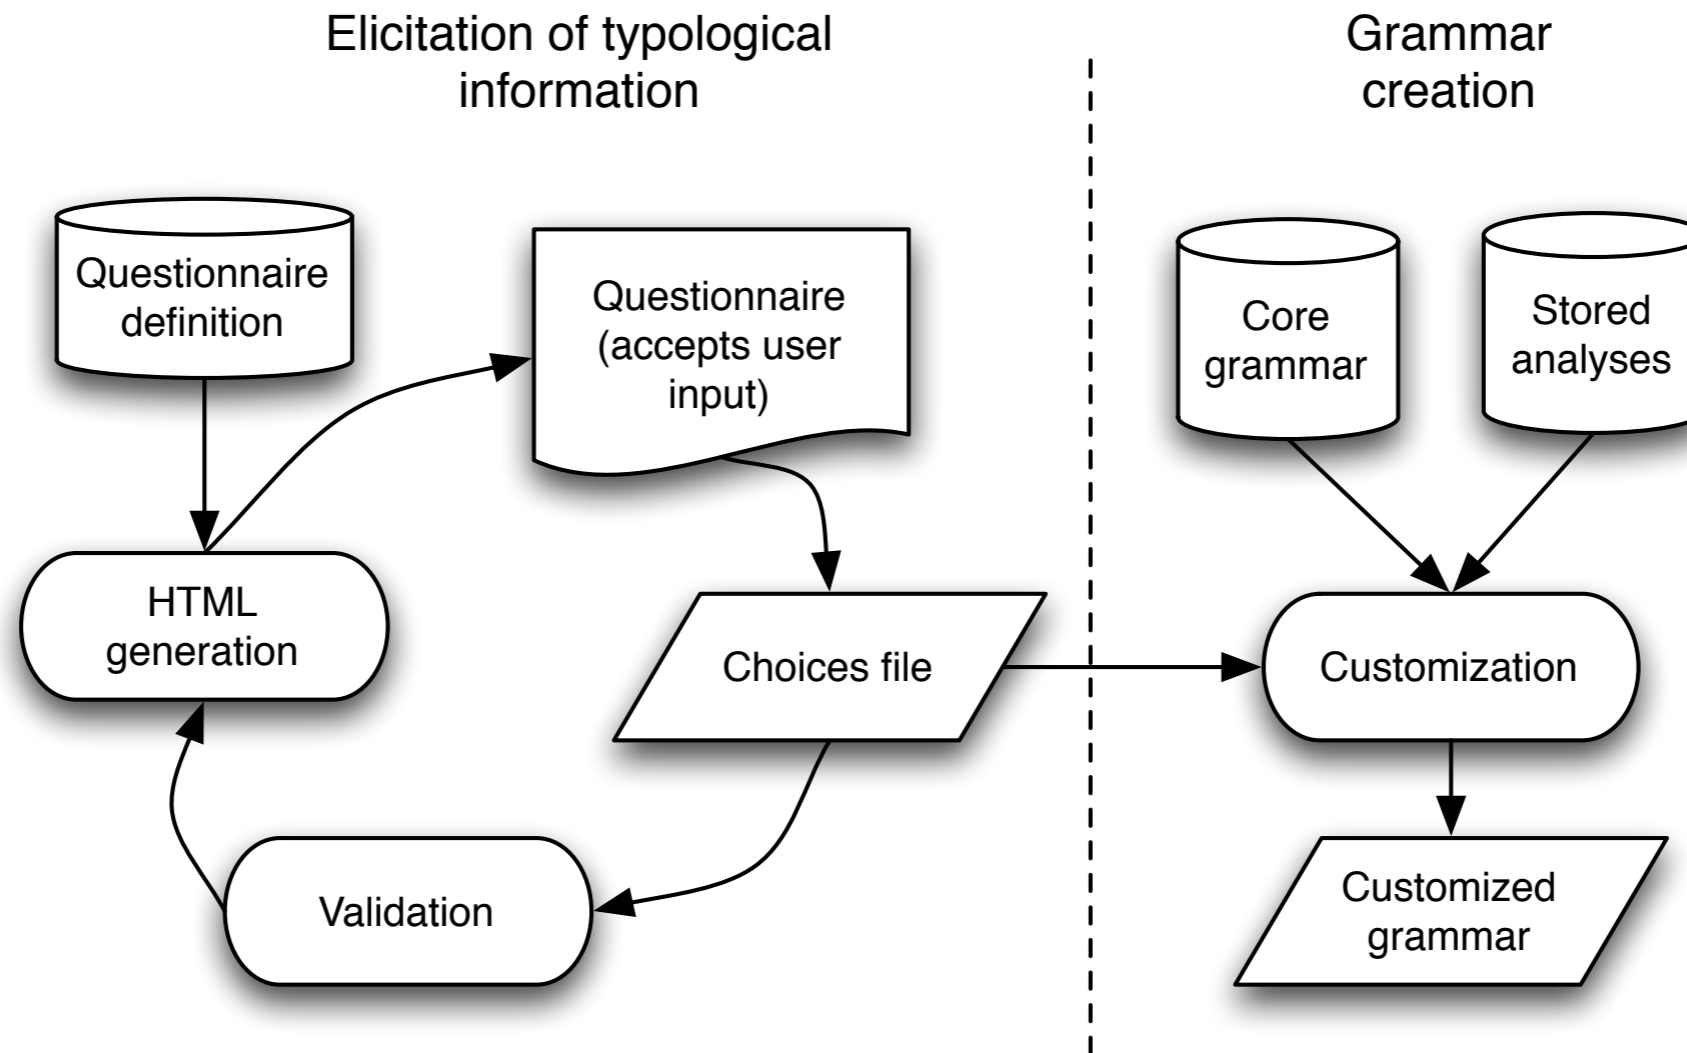 Elicitation of typological
information
Grammar
creation
Questionnaire
definition
Questionnaire
(accepts user
input)
Core
grammar
Stored
analyses
HTML
generation
Choices file
Customization
Validation
Customized
grammar